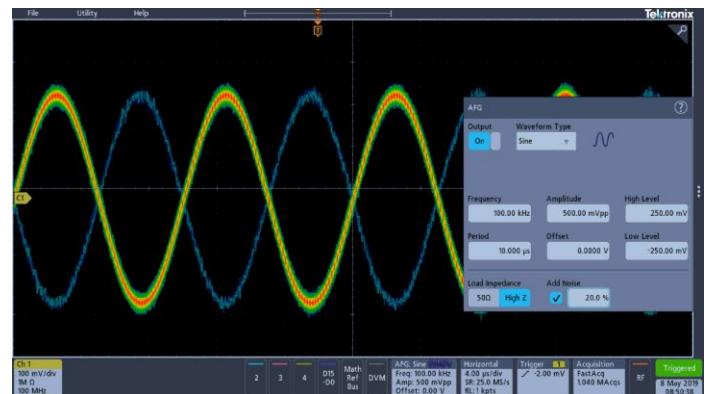 File Utility Help Tektronix
T
C1
AFG ?
Output Waveform Type
On Sine
Frequency Amplitude High Level
100.00 kHz 500.00 mVpp 250.00 mV
Period Offset Low Level
10.000 µs 0.0000 V -250.00 mV
Load Impedance Add Noise
50Ω High Z 20.0 %
Ch 1
100 mV/div
1M Ω
100 MHz
2 3 4
D15
-D0
Math
Ref
Bus
DVM
AFG: Sine
Freq: 100.00 kHz
Amp: 500 mVpp
Offset: 0.00 V
Horizontal
4.00 µs/div
SR: 25.0 MS/s
RL: 1 kpts
Trigger 1
-2.00 mV
Acquisition
FastAcq
1.040 MAcqs
RF
Triggered
8 May 2019
08:50:38